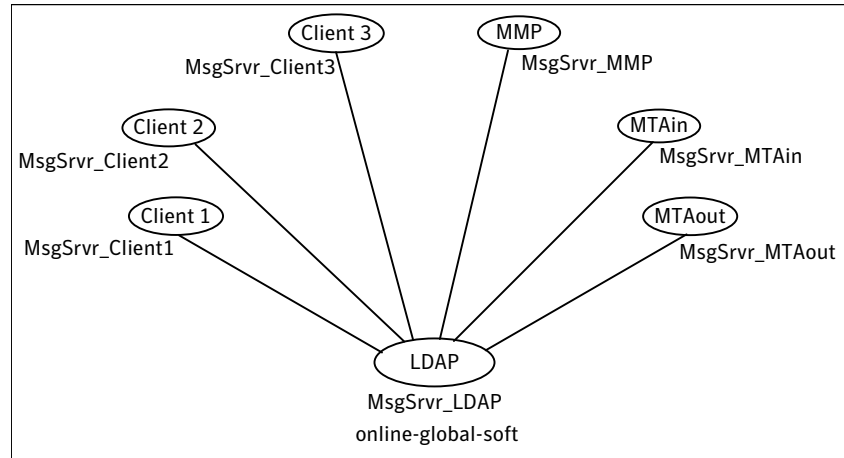 Client 3
MsgSrvr_Client3
MMP
MsgSrvr_MMP
Client 2
MsgSrvr_Client2
MTAin
MsgSrvr_MTAin
Client 1
MsgSrvr_Client1
MTAout
MsgSrvr_MTAout
LDAP
MsgSrvr_LDAP
online-global-soft